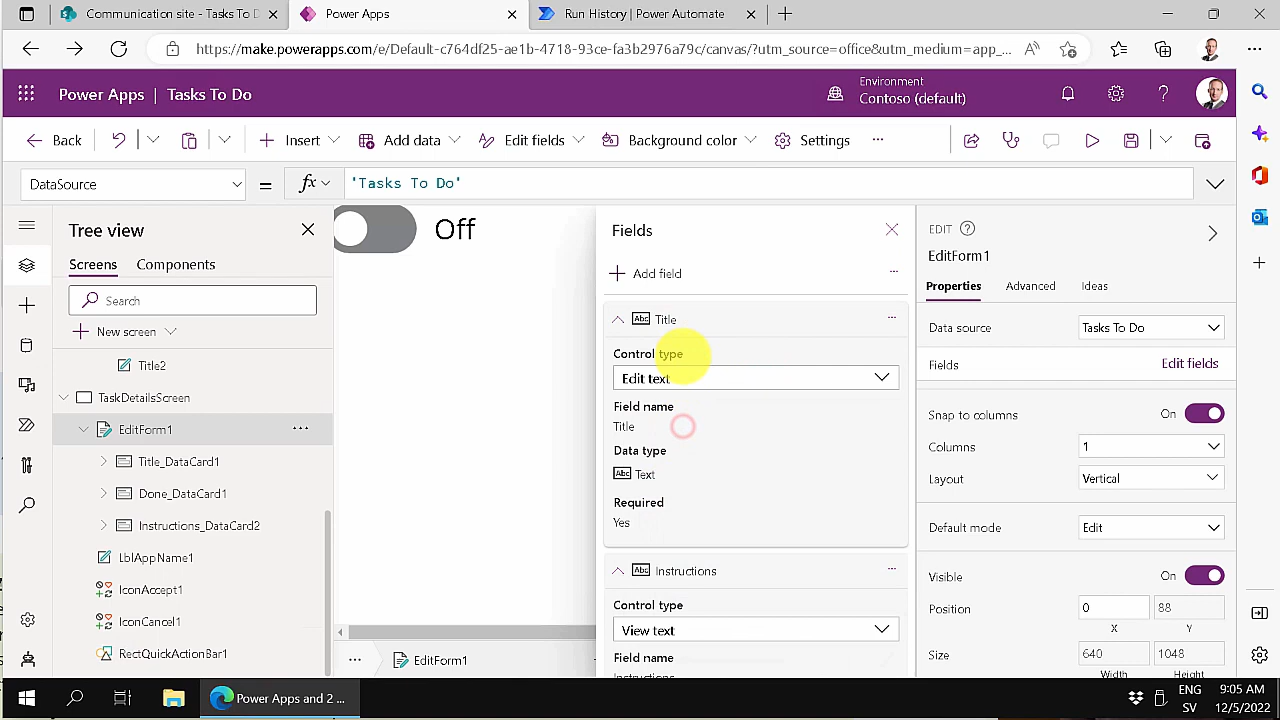 Communication site - Tasks To D
Power Apps
Run History | Power Automate
https://make.powerapps.com/e/Default-c764df25-ae1b-4718-93ce-fa3b2976a79c/canvas/?utm_source=office&utm_medium=app_...
Power Apps | Tasks To Do
Environment
Contoso (default)
Back
Insert
Add data
Edit fields
Background color
Settings
DataSource
=
fx
'Tasks To Do'
Tree view
Screens
Components
Search
New screen
Title2
TaskDetailsScreen
EditForm1
Title_DataCard1
Done_DataCard1
Instructions_DataCard2
LblAppName1
IconAccept1
IconCancel1
RectQuickActionBar1
Off
EditForm1
Fields
Add field
Abc Title
Control type
Edit text
Field name
Title
Data type
Abc Text
Required
Yes
Abc Instructions
Control type
View text
Field name
Instructions
EDIT
EditForm1
Properties
Advanced
Ideas
Data source
Tasks To Do
Fields
Edit fields
Snap to columns
On
Columns
1
Layout
Vertical
Default mode
Edit
Visible
On
Position
0
88
X
Y
Size
640
1048
Width
Height
Power Apps and 2 ...
ENG
SV
9:05 AM
12/5/2022